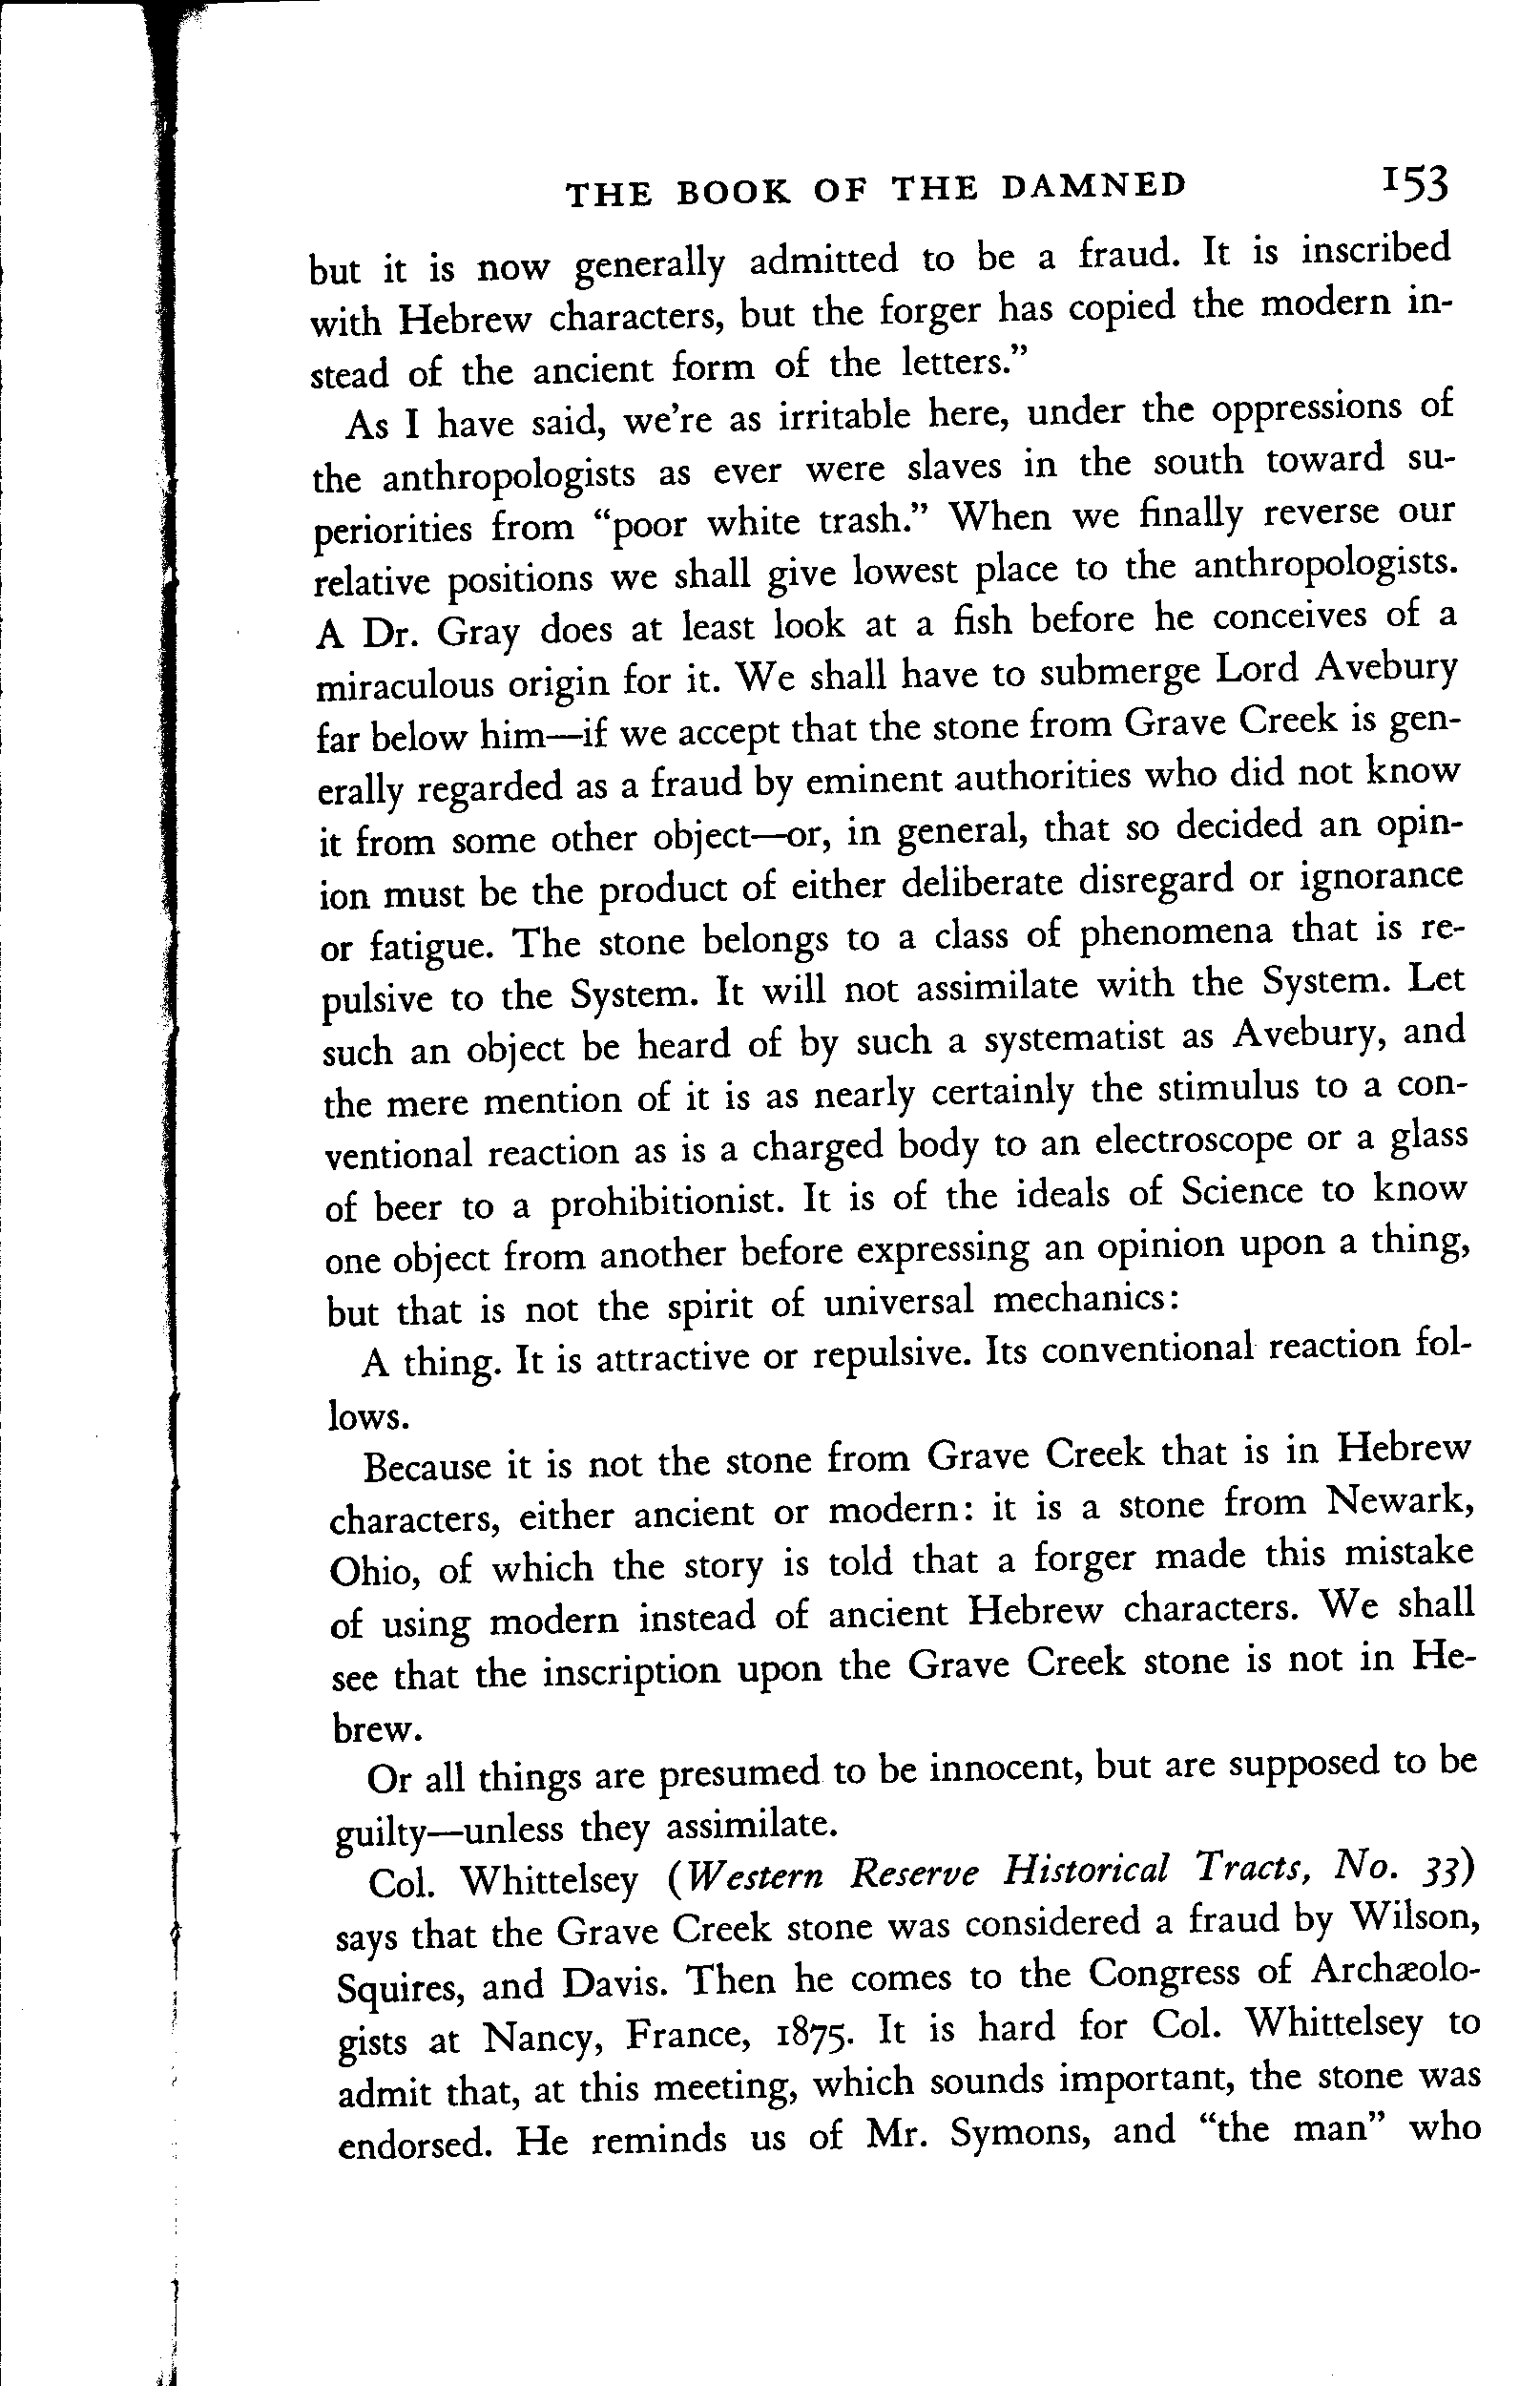 THE BOOK OF THE DAMNED 153
but it is now generally admitted to be a fraud. It is inscribed
with Hebrew characters, but the forger has copied the modern in-
stead of the ancient form of the letters.”
As I have said, we’re as irritable here, under the oppressions of
the anthropologists as ever were slaves in the south toward su-
periorities from “poor white trash.” When we finally reverse our
relative positions we shall give lowest place to the anthropologists.
A Dr. Gray does at least look at a fish before he conceives of a
miraculous origin for it. We shall have to submerge Lord Avebury
far below him—if we accept that the stone from Grave Creek is gen-
erally regarded as a fraud by eminent authorities who did not know
it from some other object—or, in general, that so decided an opin-
ion must be the product of either deliberate disregard or ignorance
or fatigue. The stone belongs to a class of phenomena that is re-
pulsive to the System. It will not assimilate with the System. Let
such an object be heard of by such a systematist as Avebury, and
the mere mention of it is as nearly certainly the stimulus to a con-
ventional reaction as is a charged body to an electroscope or a glass
of beer to a prohibitionist. It is of the ideals of Science to know
one object from another before expressing an opinion upon a thing,
but that is not the spirit of universal mechanics:
A thing. It is attractive or repulsive. Its conventional reaction fol-
lows.
Because it is not the stone from Grave Creek that is in Hebrew
characters, either ancient or modern: it is a stone from Newark,
Ohio, of which the story is told that a forger made this mistake
of using modern instead of ancient Hebrew characters. We shall
see that the inscription upon the Grave Creek stone is not in He-
brew.
Or all things are presumed to be innocent, but are supposed to be
guilty—unless they assimilate.
Col. Whittelsey (Western Reserve Historical Tracts, No. 33)
says that the Grave Creek stone was considered a fraud by Wilson,
Squires, and Davis. Then he comes to the Congress of Archæolo-
gists at Nancy, France, 1875. It is hard for Col. Whittelsey to
admit that, at this meeting, which sounds important, the stone was
endorsed. He reminds us of Mr. Symons, and “the man” who